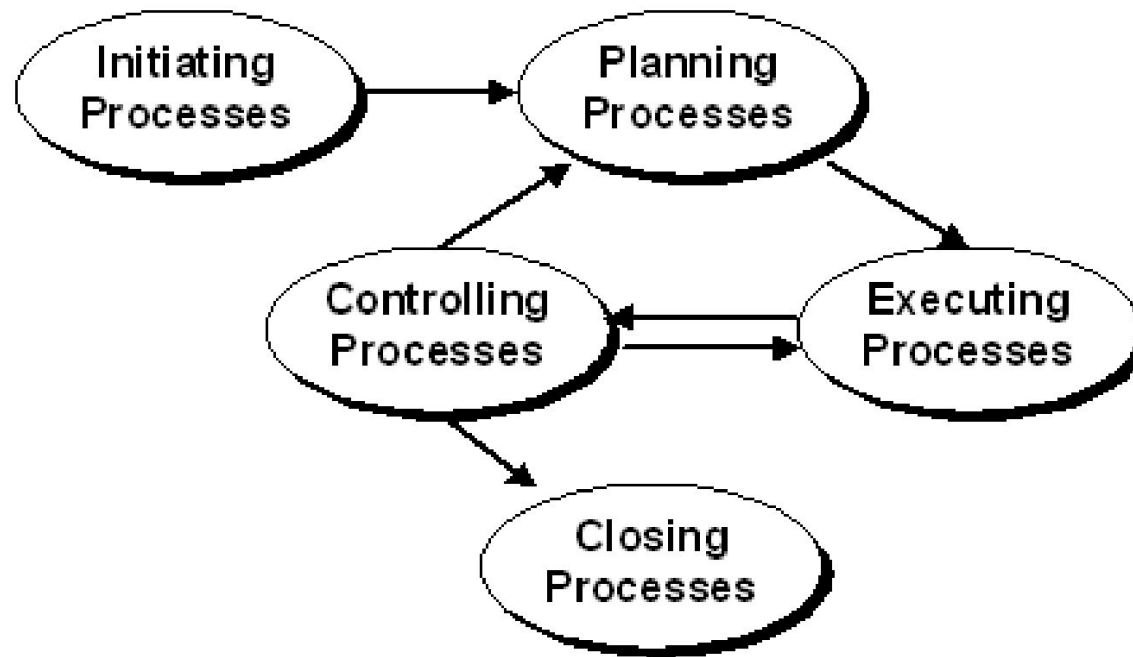 Initiating
Processes
Planning
Processes
Controlling
Processes
Executing
Processes
Closing
Processes